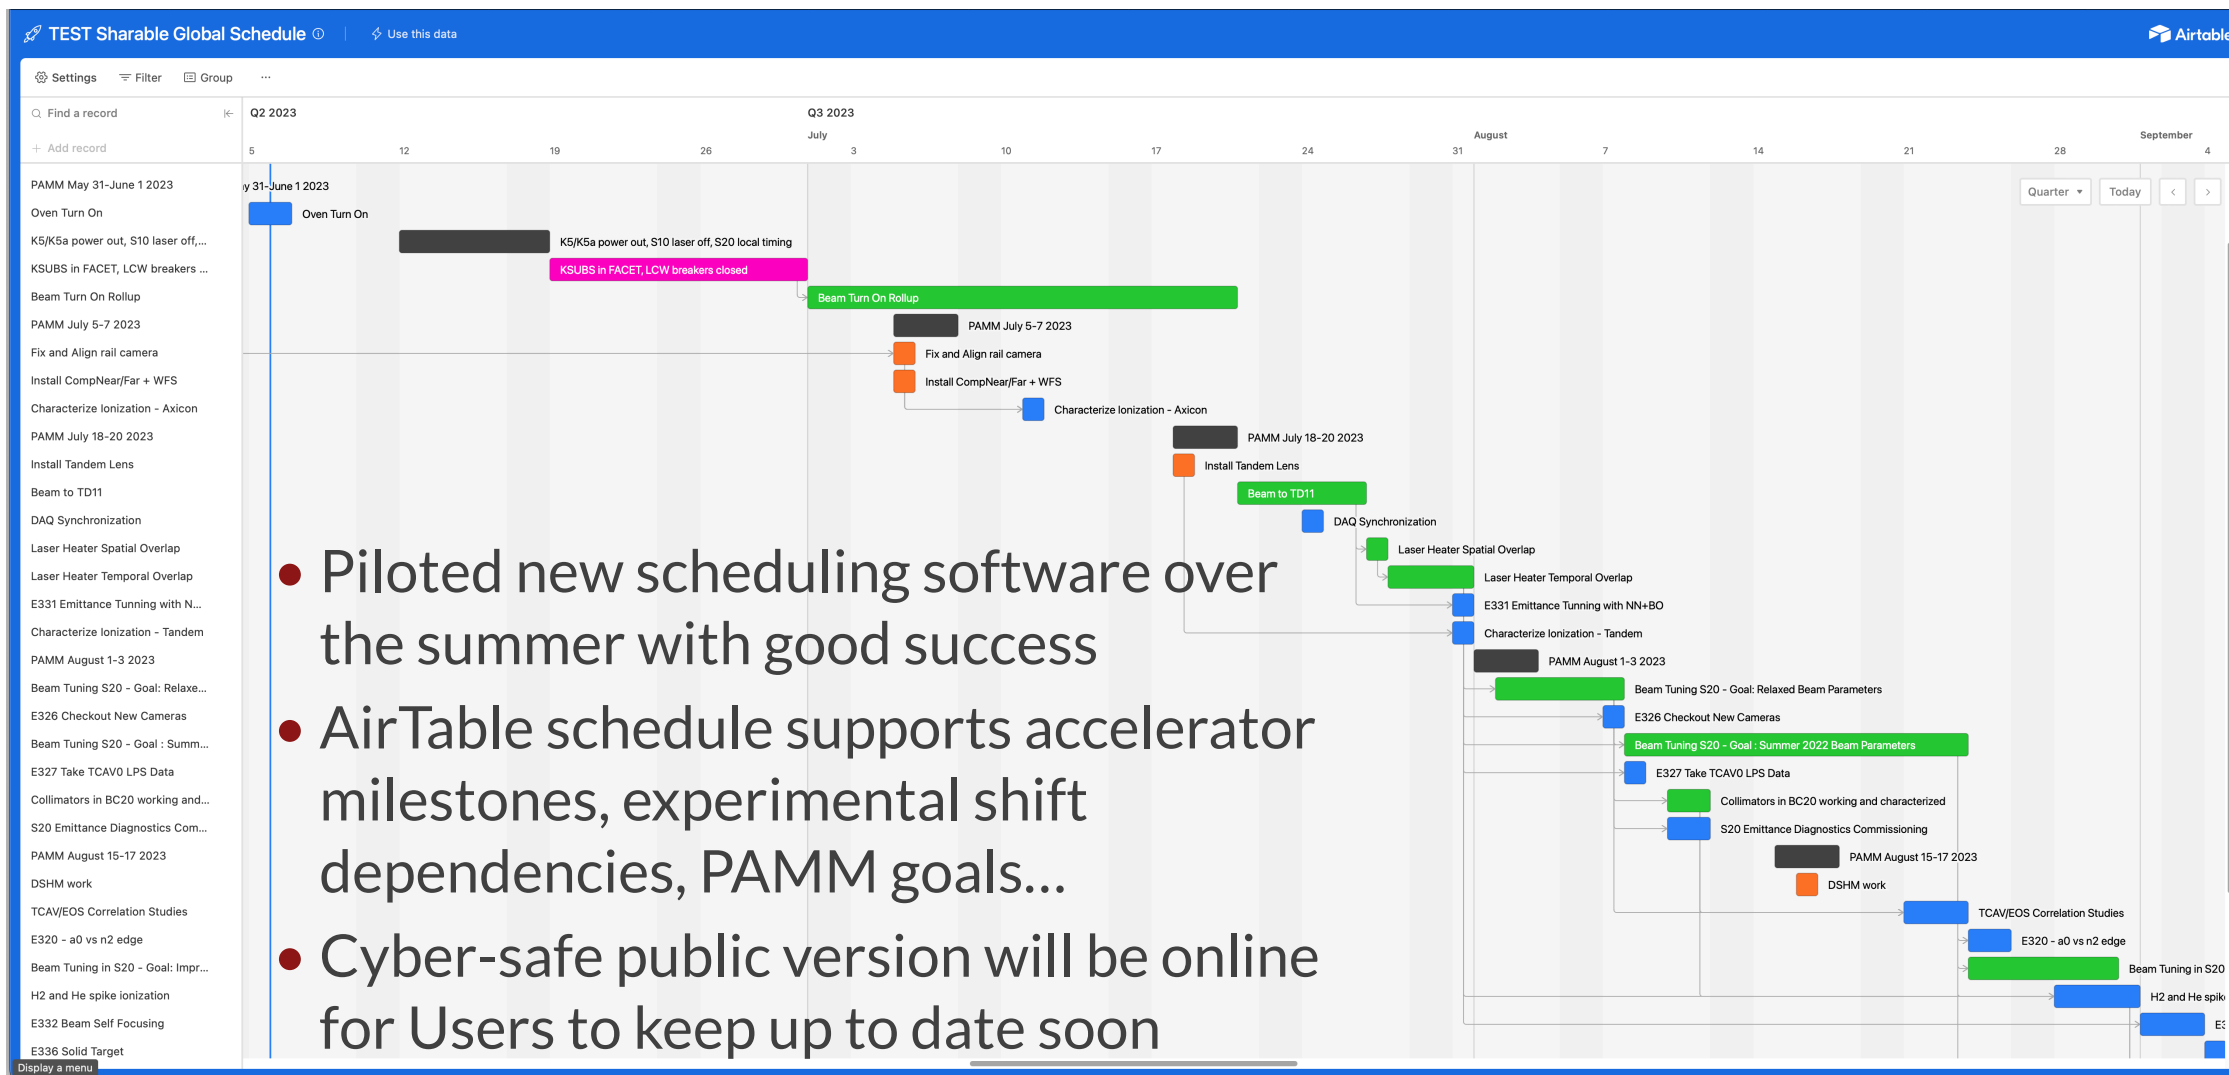 TEST Sharable Global Schedule
Use this data
Airtable
Settings
Filter
Group
...
Find a record
Add record
Q2 2023
Q3 2023
July
August
September
5 12 19 26 3 10 17 24 31 7 14 21 28 4
Quarter
Today
PAMM May 31-June 1 2023
Oven Turn On
K5/K5a power out, S10 laser off,...
KSUBS in FACET, LCW breakers ...
Beam Turn On Rollup
PAMM July 5-7 2023
Fix and Align rail camera
Install CompNear/Far + WFS
Characterize Ionization - Axicon
PAMM July 18-20 2023
Install Tandem Lens
Beam to TD11
DAQ Synchronization
Laser Heater Spatial Overlap
Laser Heater Temporal Overlap
E331 Emittance Tunning with N...
Characterize Ionization - Tandem
PAMM August 1-3 2023
Beam Tuning S20 - Goal: Relaxe...
E326 Checkout New Cameras
Beam Tuning S20 - Goal : Summ...
E327 Take TCAV0 LPS Data
Collimators in BC20 working and...
S20 Emittance Diagnostics Com...
PAMM August 15-17 2023
DSHM work
TCAV/EOS Correlation Studies
E320 - a0 vs n2 edge
Beam Tuning in S20 - Goal: Impr...
H2 and He spike ionization
E332 Beam Self Focusing
E336 Solid Target
Display a menu
y 31-June 1 2023
Oven Turn On
K5/K5a power out, S10 laser off, S20 local timing
KSUBS in FACET, LCW breakers closed
Beam Turn On Rollup
PAMM July 5-7 2023
Fix and Align rail camera
Install CompNear/Far + WFS
Characterize Ionization - Axicon
PAMM July 18-20 2023
Install Tandem Lens
Beam to TD11
DAQ Synchronization
Laser Heater Spatial Overlap
Laser Heater Temporal Overlap
E331 Emittance Tunning with NN+BO
Characterize Ionization - Tandem
PAMM August 1-3 2023
Beam Tuning S20 - Goal: Relaxed Beam Parameters
E326 Checkout New Cameras
Beam Tuning S20 - Goal : Summer 2022 Beam Parameters
E327 Take TCAV0 LPS Data
Collimators in BC20 working and characterized
S20 Emittance Diagnostics Commissioning
PAMM August 15-17 2023
DSHM work
TCAV/EOS Correlation Studies
E320 - a0 vs n2 edge
Beam Tuning in S20
H2 and He spik
• Piloted new scheduling software over
the summer with good success
• AirTable schedule supports accelerator
milestones, experimental shift
dependencies, PAMM goals...
• Cyber-safe public version will be online
for Users to keep up to date soon